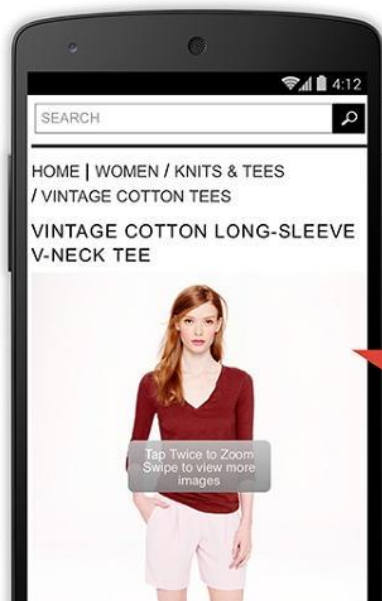 4:12
SEARCH
HOME | WOMEN / KNITS & TEES
/ VINTAGE COTTON TEES
VINTAGE COTTON LONG-SLEEVE
V-NECK TEE
Tap Twice to Zoom
Swipe to view more
images